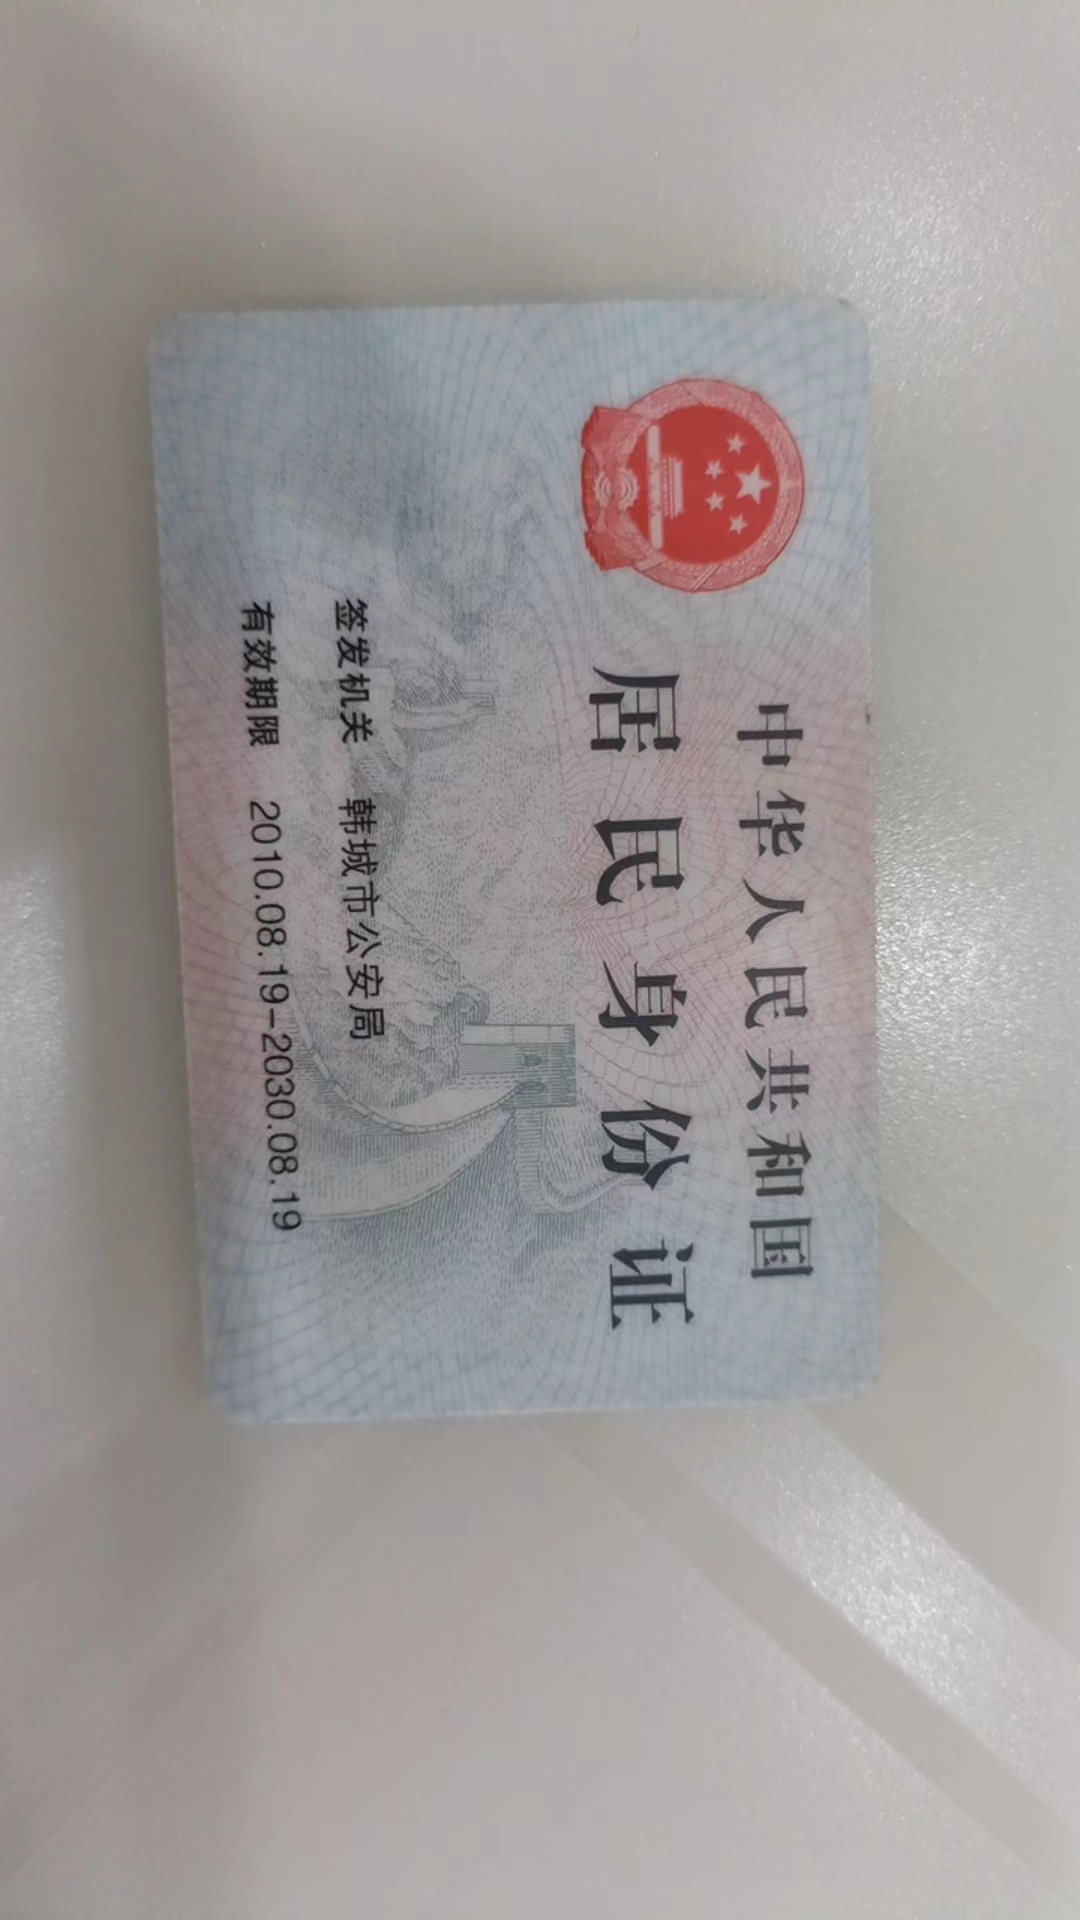 中华人民共和国
居民身份证
签发机关 韩城市公安局
有效期限 2010.08.19-2030.08.19